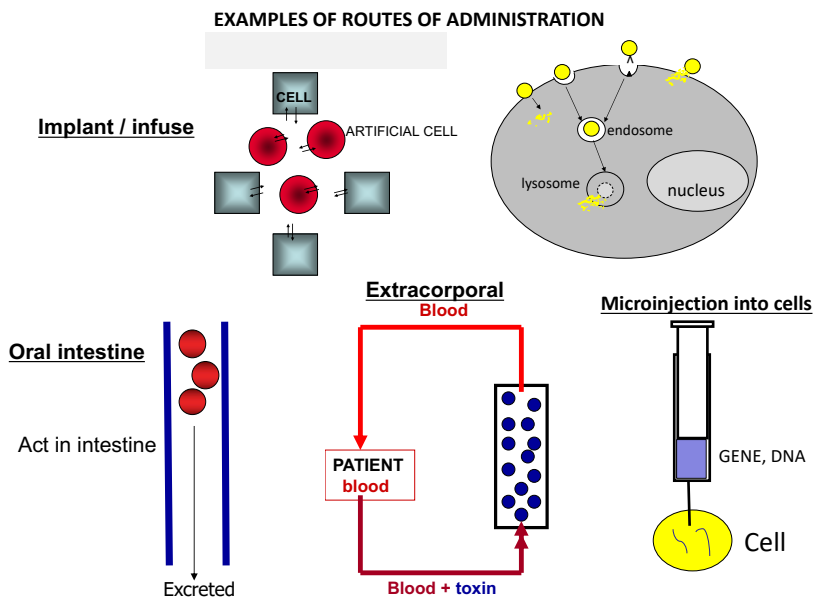 EXAMPLES OF ROUTES OF ADMINISTRATION
CELL
Implant / infuse
ARTIFICIAL CELL
endosome
lysosome
nucleus
Extracorporal
Blood
Microinjection into cells
Oral intestine
Act in intestine
PATIENT
blood
GENE, DNA
Cell
Excreted
Blood + toxin